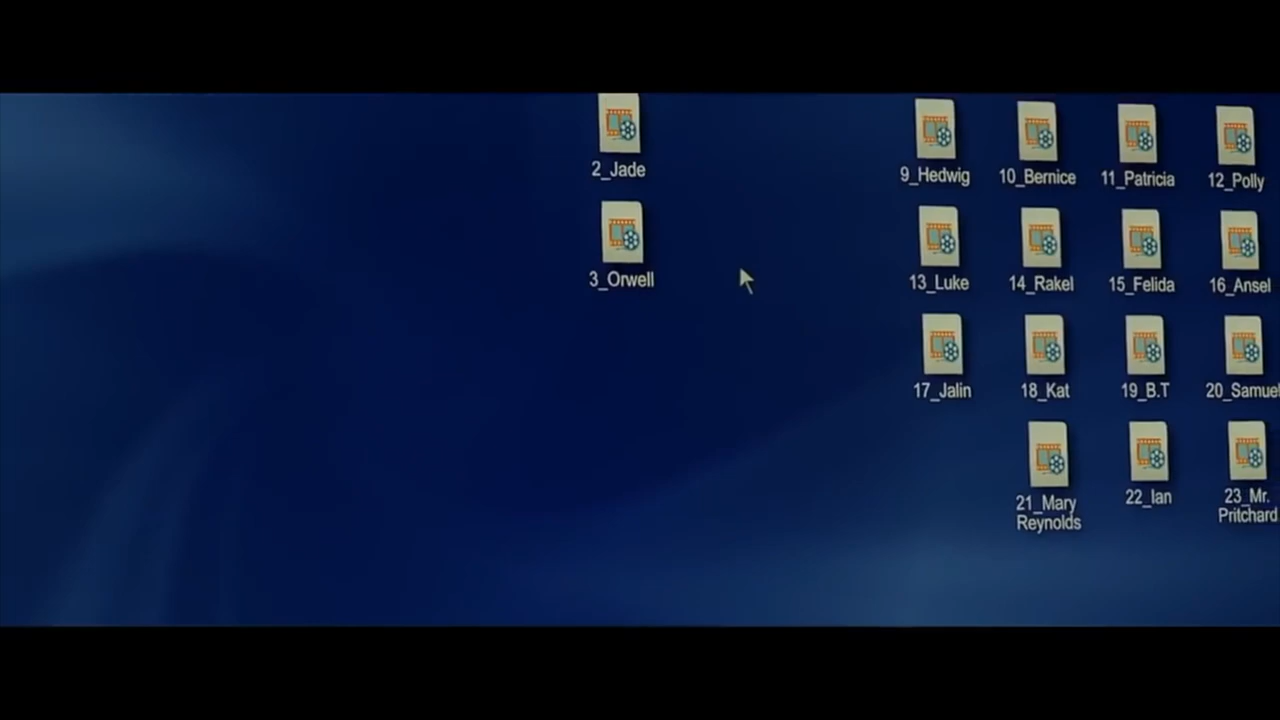 2_Jade
9_Hedwig
10_Bernice
11_Patricia
12_Polly
3_Orwell
13_Luke
14_Rakel
15_Felida
16_Ansel
17_Jalin
18_Kat
19_B.T
20_Samuel
21_Mary
Reynolds
22_Ian
23_Mr.
Pritchard